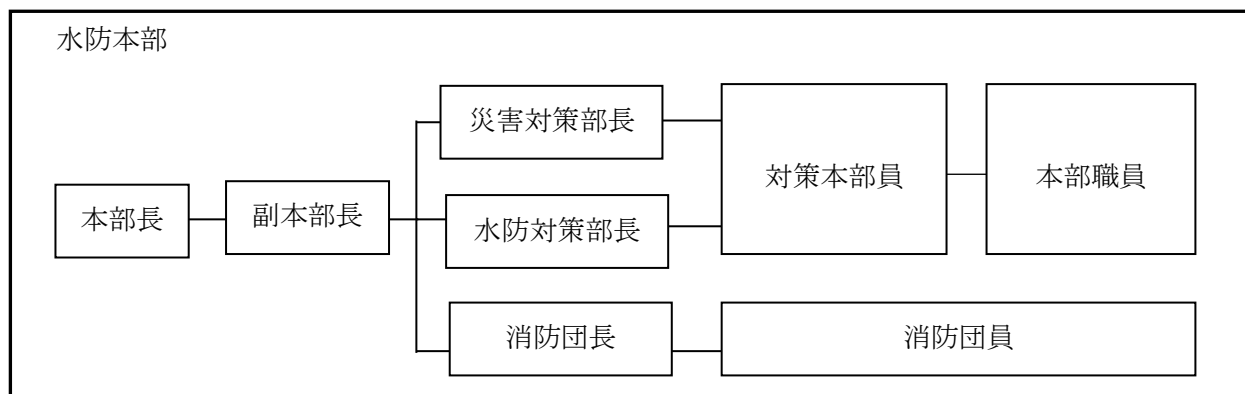 水防本部
本部長
副本部長
災害対策部長
水防対策部長
消防団長
対策本部員
本部職員
消防団員